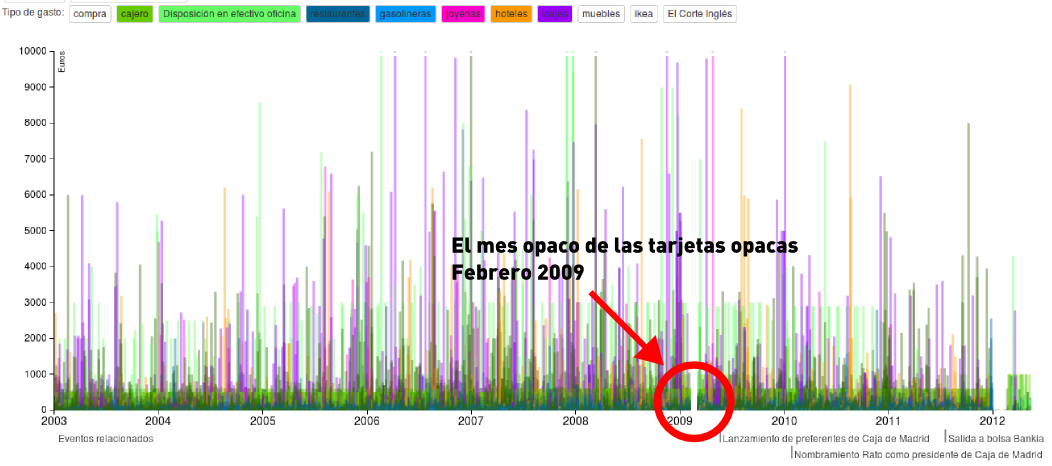 Tipo de gasto: compra cajero Disposición en efectivo oficina restaurantes gasolineras joyerias hoteles viajes muebles ikea El Corte Inglés
10000
Euros
9000
8000
7000
6000
5000
4000
3000
2000
1000
0
El mes opaco de las tarjetas opacas
Febrero 2009
2003 2004 2005 2006 2007 2008 2009 2010 2011 2012
Eventos relacionados
Lanzamiento de preferentes de Caja de Madrid
Salida a bolsa Bankia
Nombramiento Rato como presidente de Caja de Madrid